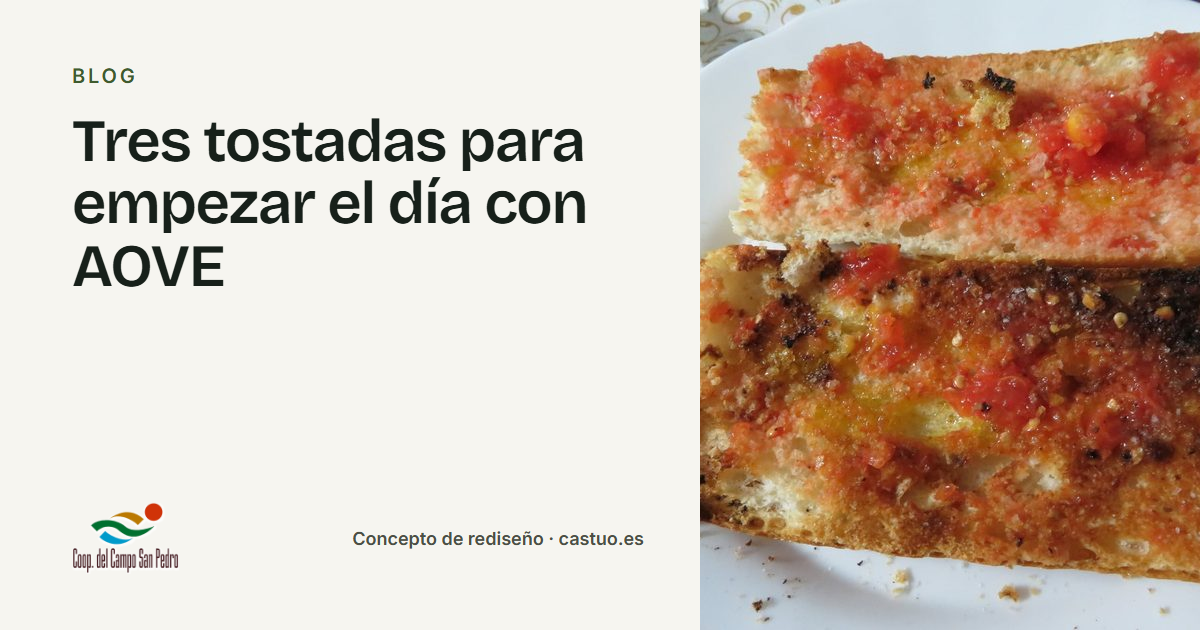 BLOG
Tres tostadas para
empezar el día con
AOVE
Coop. del Campo San Pedro
Concepto de rediseño · castuo.es